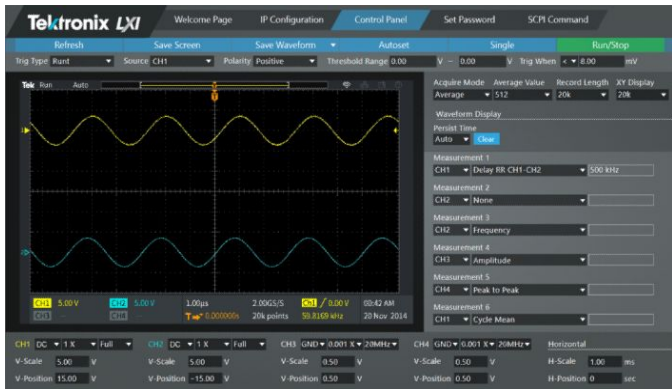 Tektronix LXI Welcome Page IP Configuration Control Panel Set Password SCPI Command
Refresh Save Screen Save Waveform Autoset Single Run/Stop
Trig Type Runt Source CH1 Polarity Positive Threshold Range 0.00 V ~ 0.00 V Trig When < 8.00 mV
Tek Run Auto
Acquire Mode Average Value Record Length XY Display
Average 512 20k 20k
Waveform Display
Persist Time
Auto Clear
Measurement 1
CH1 Delay RR CH1-CH2 500 kHz
Measurement 2
CH2 None
Measurement 3
CH2 Frequency
Measurement 4
CH3 Amplitude
Measurement 5
CH4 Peak to Peak
Measurement 6
CH1 Cycle Mean
CH1 5.00 V CH2 5.00 V 1.00μs 2.00GS/S Ch1 / 0.00 V 00:42 AM
CH3 CH4 T 0.000000s 20k points 50.8169 kHz 20 Nov 2014
CH1 DC 1 X Full CH2 DC 1 X Full CH3 GND 0.001 X 20MHz CH4 GND 0.001 X 20MHz Horizontal
V-Scale 5.00 V V-Scale 5.00 V V-Scale 0.50 V V-Scale 0.50 V H-Scale 1.00 ms
V-Position 15.00 V V-Position -15.00 V V-Position 0.50 V V-Position 0.50 V H-Position 0 sec